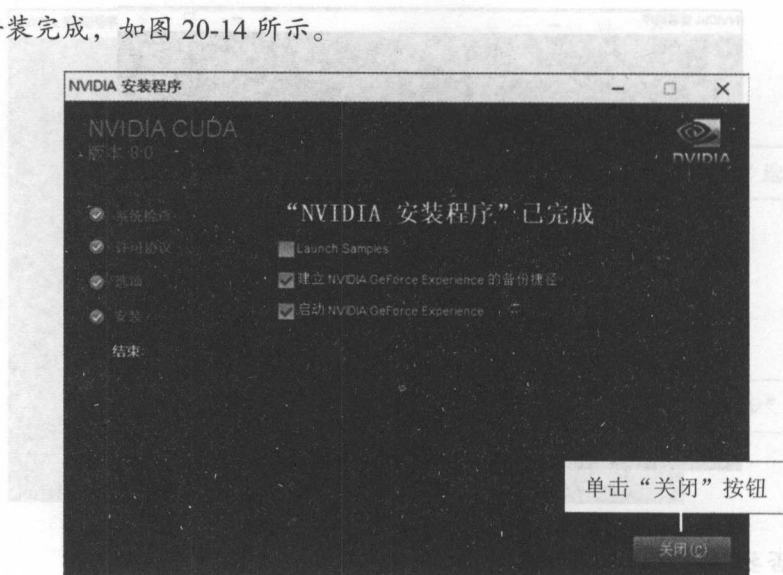 装完成，如图 20-14 所示。
NVIDIA 安装程序
NVIDIA CUDA
版本 8.0
NVIDIA
系统检查
许可协议
选项
安装
结束
“NVIDIA 安装程序”已完成
Launch Samples
建立 NVIDIA GeForce Experience 的备份捷径
启动 NVIDIA GeForce Experience
单击“关闭”按钮
关闭(C)